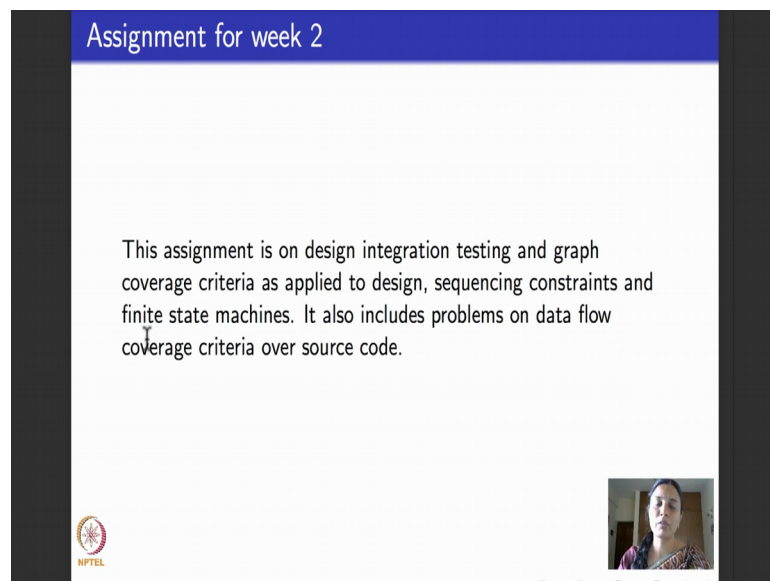 Assignment for week 2
This assignment is on design integration testing and graph
coverage criteria as applied to design, sequencing constraints and
finite state machines. It also includes problems on data flow
coverage criteria over source code.
NPTEL